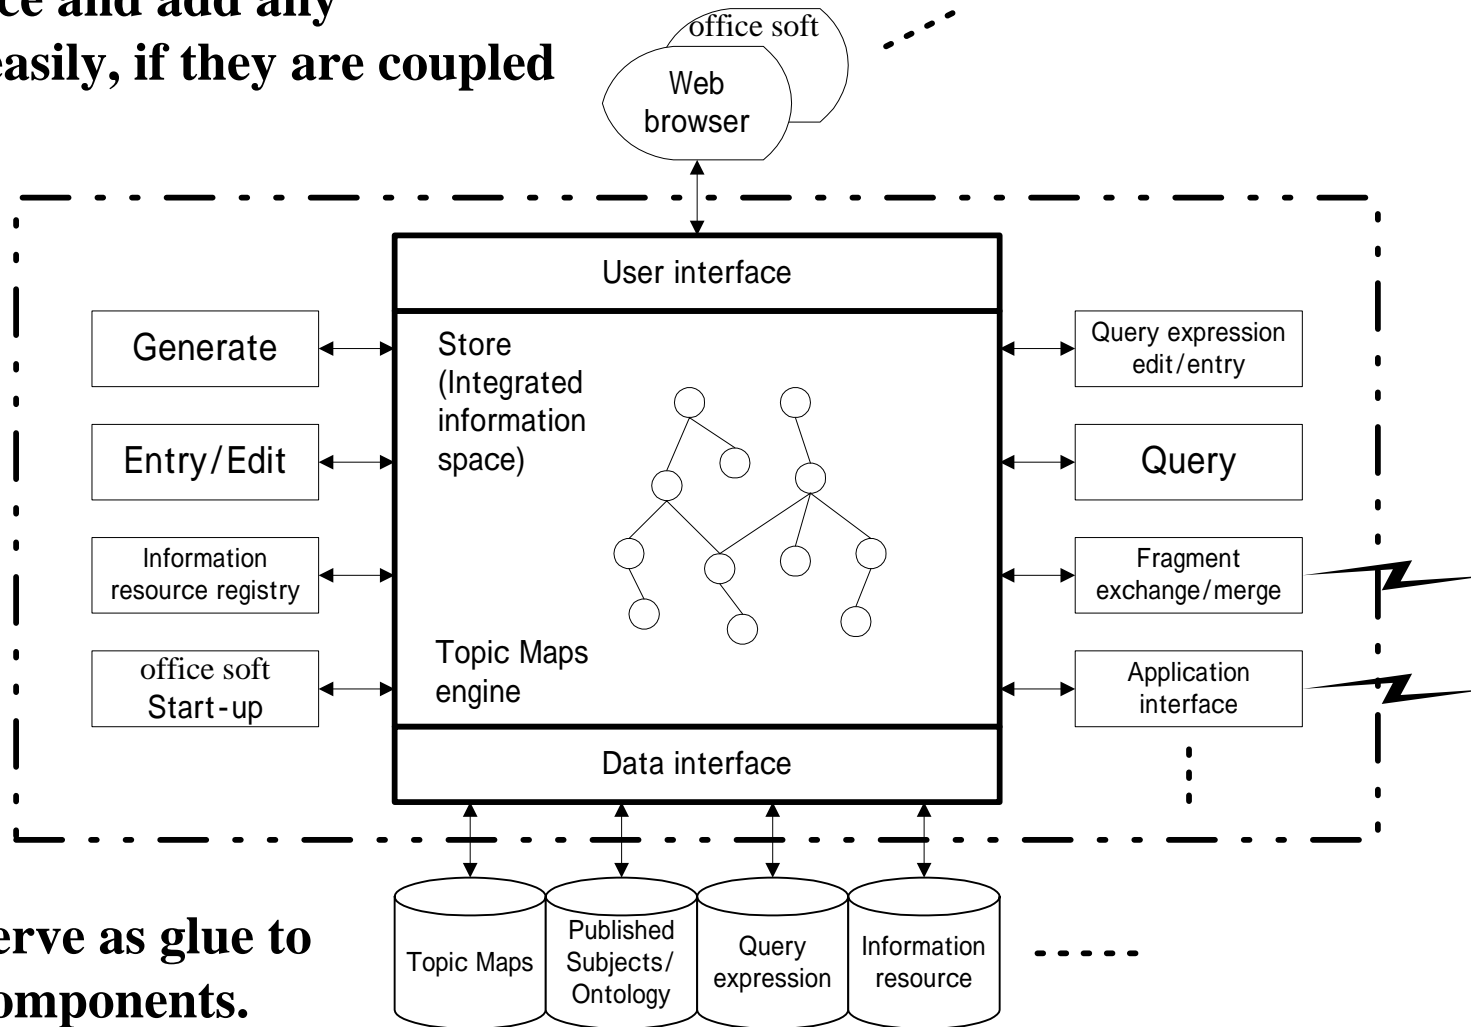 ce and add any
easily, if they are coupled
office soft
Web
browser
User interface
Generate
Store
(Integrated
information
space)
Query expression
edit/entry
Entry/Edit
Query
Information
resource registry
Fragment
exchange/merge
office soft
Start-up
Topic Maps
engine
Application
interface
Data interface
erve as glue to
omponents.
Topic Maps
Published
Subjects/
Ontology
Query
expression
Information
resource